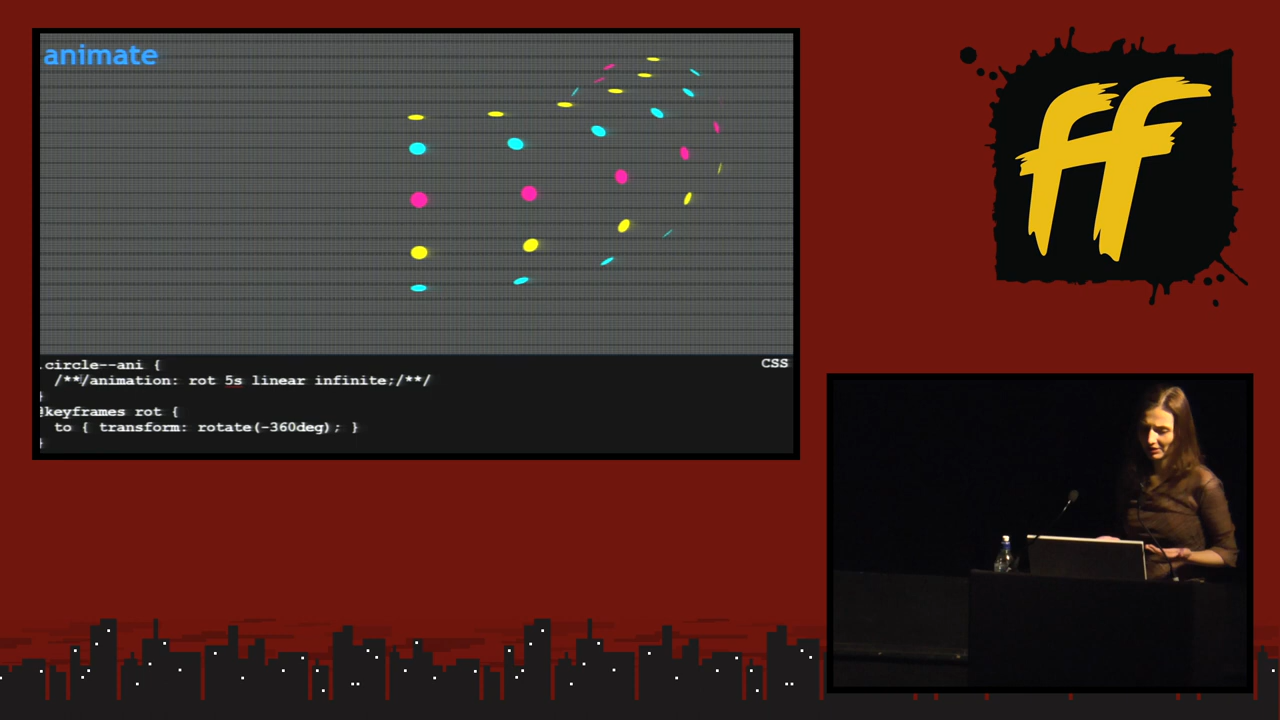 animate
ff
.circle--ani {
CSS
/**/animation: rot 5s linear infinite;/**/
}
@keyframes rot {
to { transform: rotate(-360deg); }
}